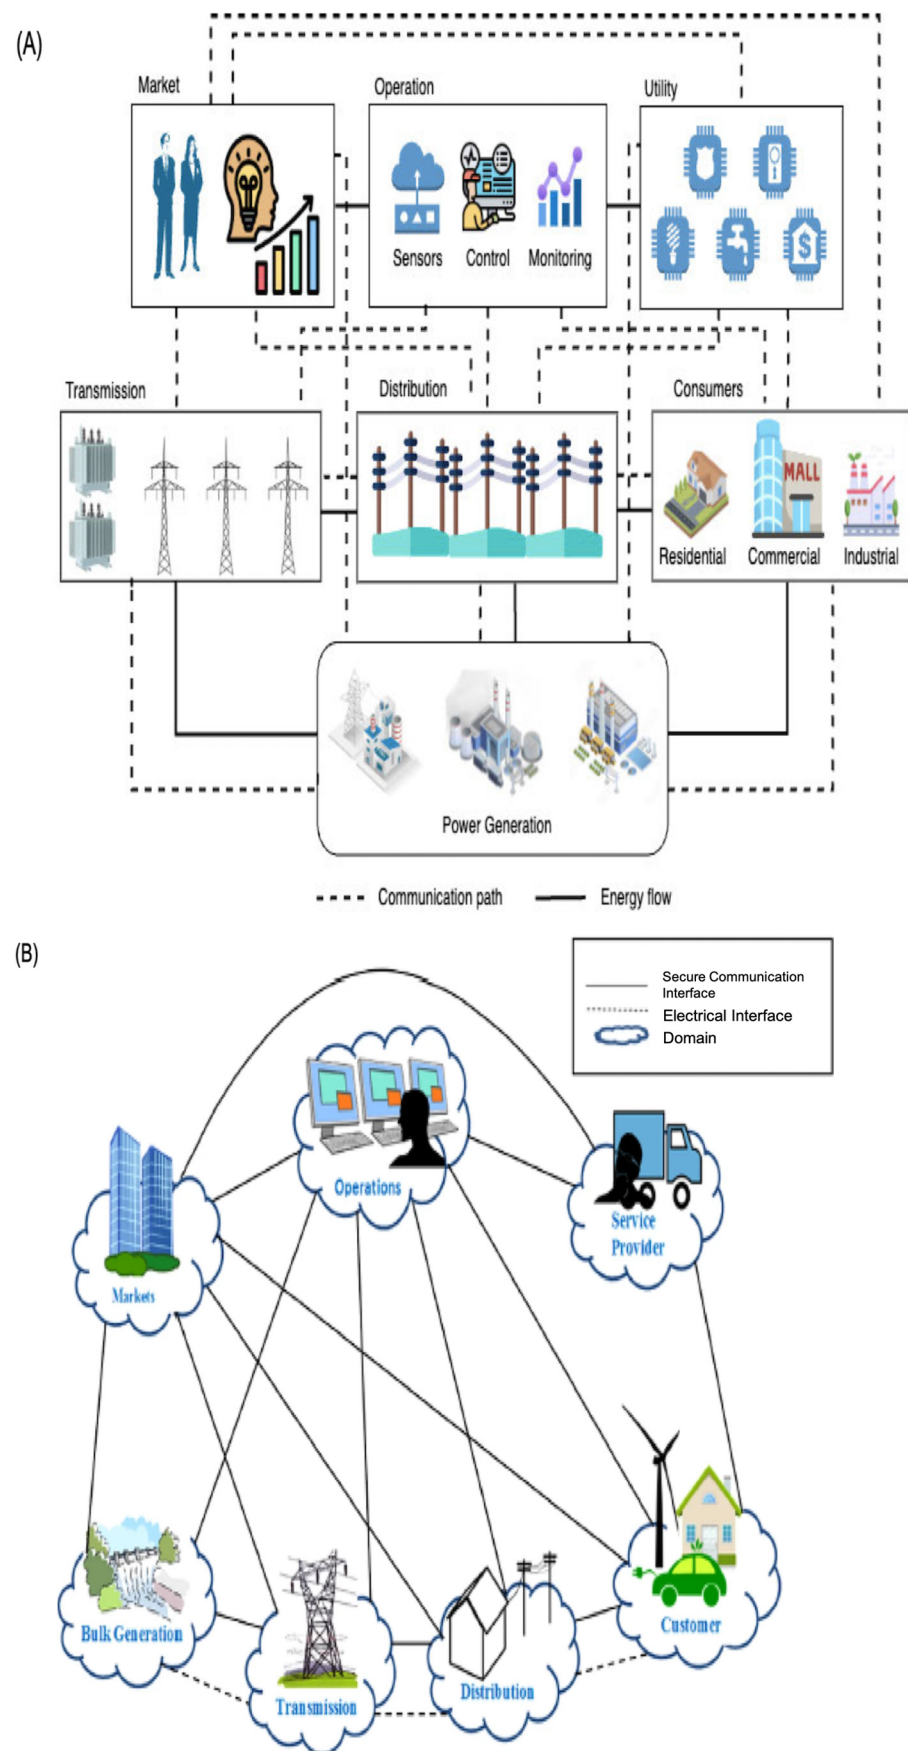 (A)
Market
Operation
Utility
Sensors
Control
Monitoring
$
Transmission
Distribution
Consumers
MALL
Residential
Commercial
Industrial
Power Generation
Communication path
Energy flow
(B)
Secure Communication
Interface
Electrical Interface
Domain
Operations
Service
Provider
Markets
Bulk Generation
Transmission
Distribution
Customer